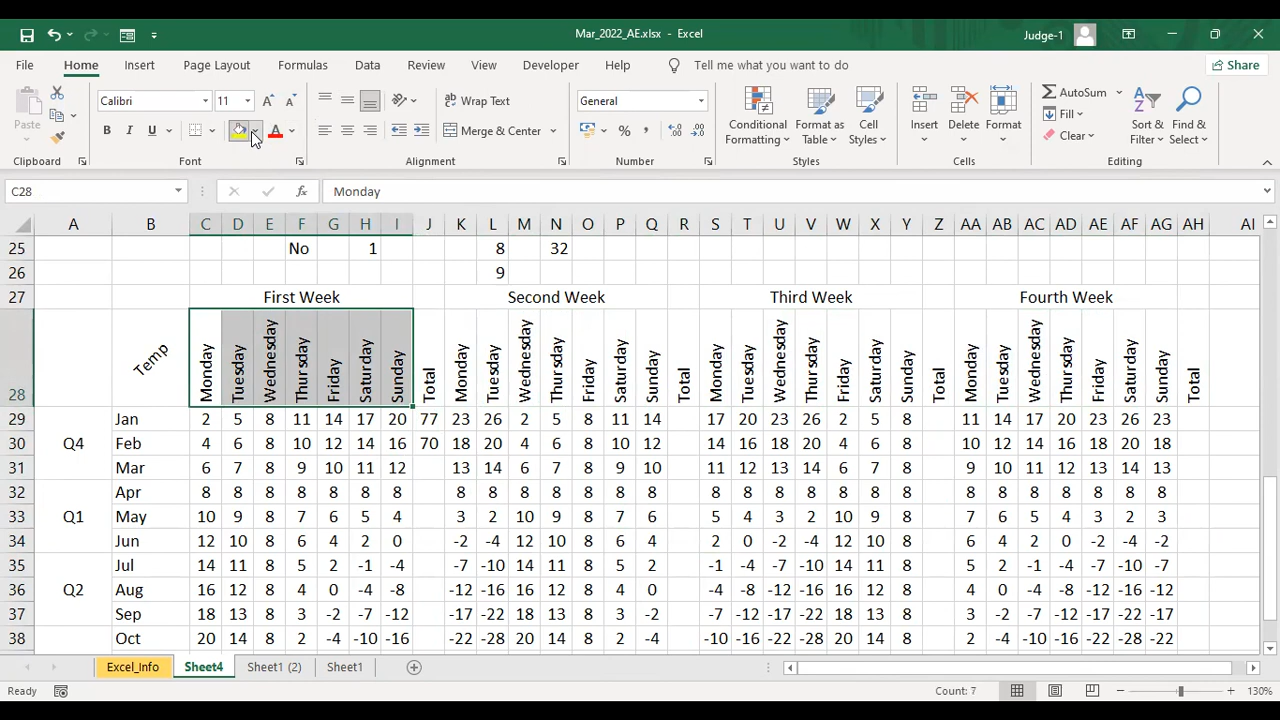 Mar_2022_AE.xlsx - Excel
Judge-1
File Home Insert Page Layout Formulas Data Review View Developer Help Tell me what you want to do Share
Paste
Calibri 11 A A
B I U A
Wrap Text
Merge & Center
General
% ,
Conditional Formatting
Format as Table
Cell Styles
Insert Delete Format
AutoSum
Fill
Clear
Sort & Filter
Find & Select
Clipboard Font Alignment Number Styles Cells Editing
C28 fx Monday
A B C D E F G H I J K L M N O P Q R S T U V W X Y Z AA AB AC AD AE AF AG AH AI
25 No 1 8 32
26 9
27 First Week Second Week Third Week Fourth Week
28 Temp Monday Tuesday Wednesday Thursday Friday Saturday Sunday Total Monday Tuesday Wednesday Thursday Friday Saturday Sunday Total Monday Tuesday Wednesday Thursday Friday Saturday Sunday Total Monday Tuesday Wednesday Thursday Friday Saturday Sunday Total
29 Jan 2 5 8 11 14 17 20 77 23 26 2 5 8 11 14 17 20 23 26 2 5 8 11 14 17 20 23 26 23
30 Q4 Feb 4 6 8 10 12 14 16 70 18 20 4 6 8 10 12 14 16 18 20 4 6 8 10 12 14 16 18 20 18
31 Mar 6 7 8 9 10 11 12 13 14 6 7 8 9 10 11 12 13 14 6 7 8 9 10 11 12 13 14 13
32 Apr 8 8 8 8 8 8 8 8 8 8 8 8 8 8 8 8 8 8 8 8 8 8 8 8 8 8 8 8
33 Q1 May 10 9 8 7 6 5 4 3 2 10 9 8 7 6 5 4 3 2 10 9 8 7 6 5 4 3 2 3
34 Jun 12 10 8 6 4 2 0 -2 -4 12 10 8 6 4 2 0 -2 -4 12 10 8 6 4 2 0 -2 -4 -2
35 Jul 14 11 8 5 2 -1 -4 -7 -10 14 11 8 5 2 -1 -4 -7 -10 14 11 8 5 2 -1 -4 -7 -10 -7
36 Q2 Aug 16 12 8 4 0 -4 -8 -12 -16 16 12 8 4 0 -4 -8 -12 -16 16 12 8 4 0 -4 -8 -12 -16 -12
37 Sep 18 13 8 3 -2 -7 -12 -17 -22 18 13 8 3 -2 -7 -12 -17 -22 18 13 8 3 -2 -7 -12 -17 -22 -17
38 Oct 20 14 8 2 -4 -10 -16 -22 -28 20 14 8 2 -4 -10 -16 -22 -28 20 14 8 2 -4 -10 -16 -22 -28 -22
Excel_Info Sheet4 Sheet1 (2) Sheet1
Ready Count: 7 130%